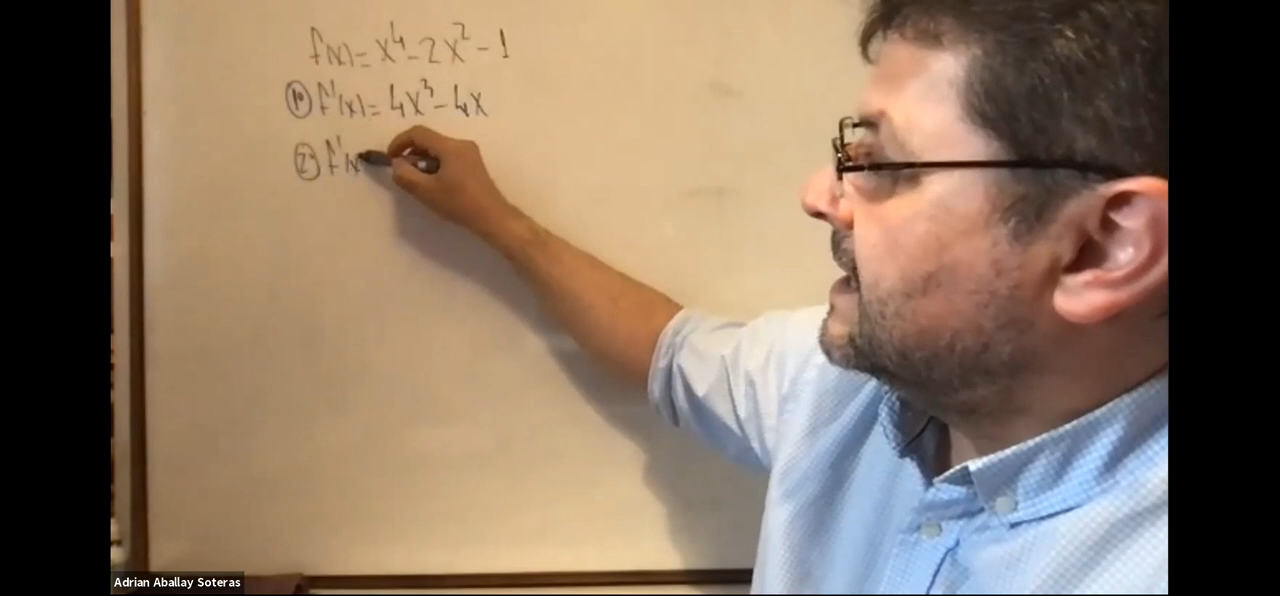 f(x) = x⁴ - 2x² - 1
1º f'(x) = 4x³ - 4x
2º f'(x
Adrian Aballay Soteras